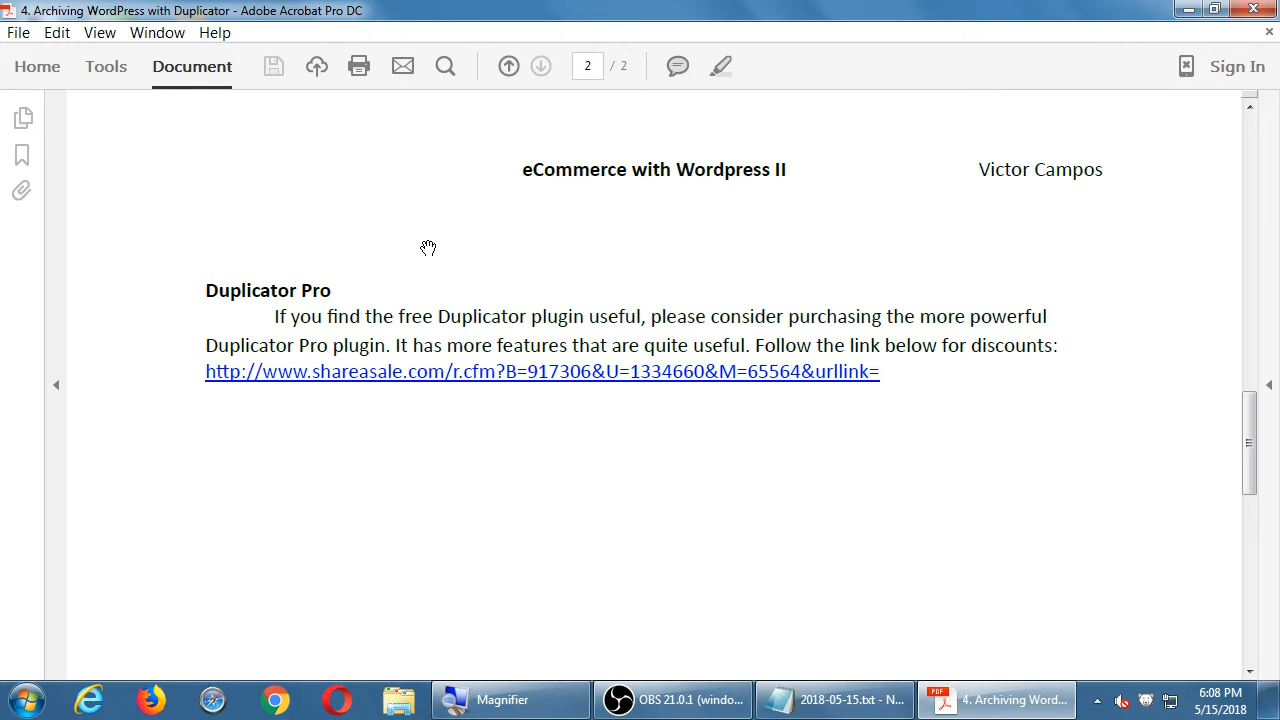 4. Archiving WordPress with Duplicator - Adobe Acrobat Pro DC
File Edit View Window Help
Home Tools Document 2 / 2 Sign In
eCommerce with Wordpress II Victor Campos
Duplicator Pro
If you find the free Duplicator plugin useful, please consider purchasing the more powerful
Duplicator Pro plugin. It has more features that are quite useful. Follow the link below for discounts:
http://www.shareasale.com/r.cfm?B=917306&U=1334660&M=65564&urllink=
Magnifier OBS 21.0.1 (windo... 2018-05-15.txt - N... PDF 4. Archiving Word... 6:08 PM
5/15/2018